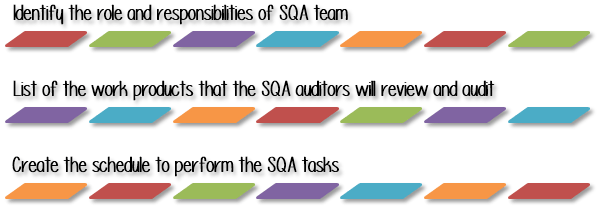 Identify the role and responsibilities of SQA team
List of the work products that the SQA auditors will review and audit
Create the schedule to perform the SQA tasks